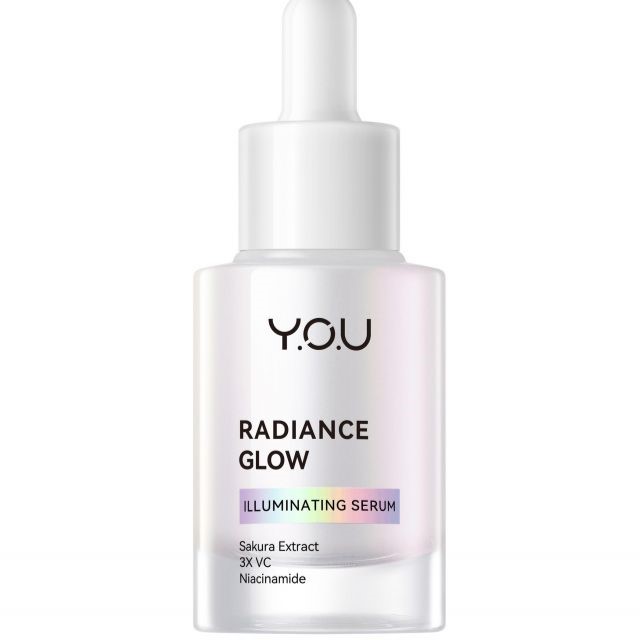 Y.O.U
RADIANCE
GLOW
ILLUMINATING SERUM
Sakura Extract
3X VC
Niacinamide